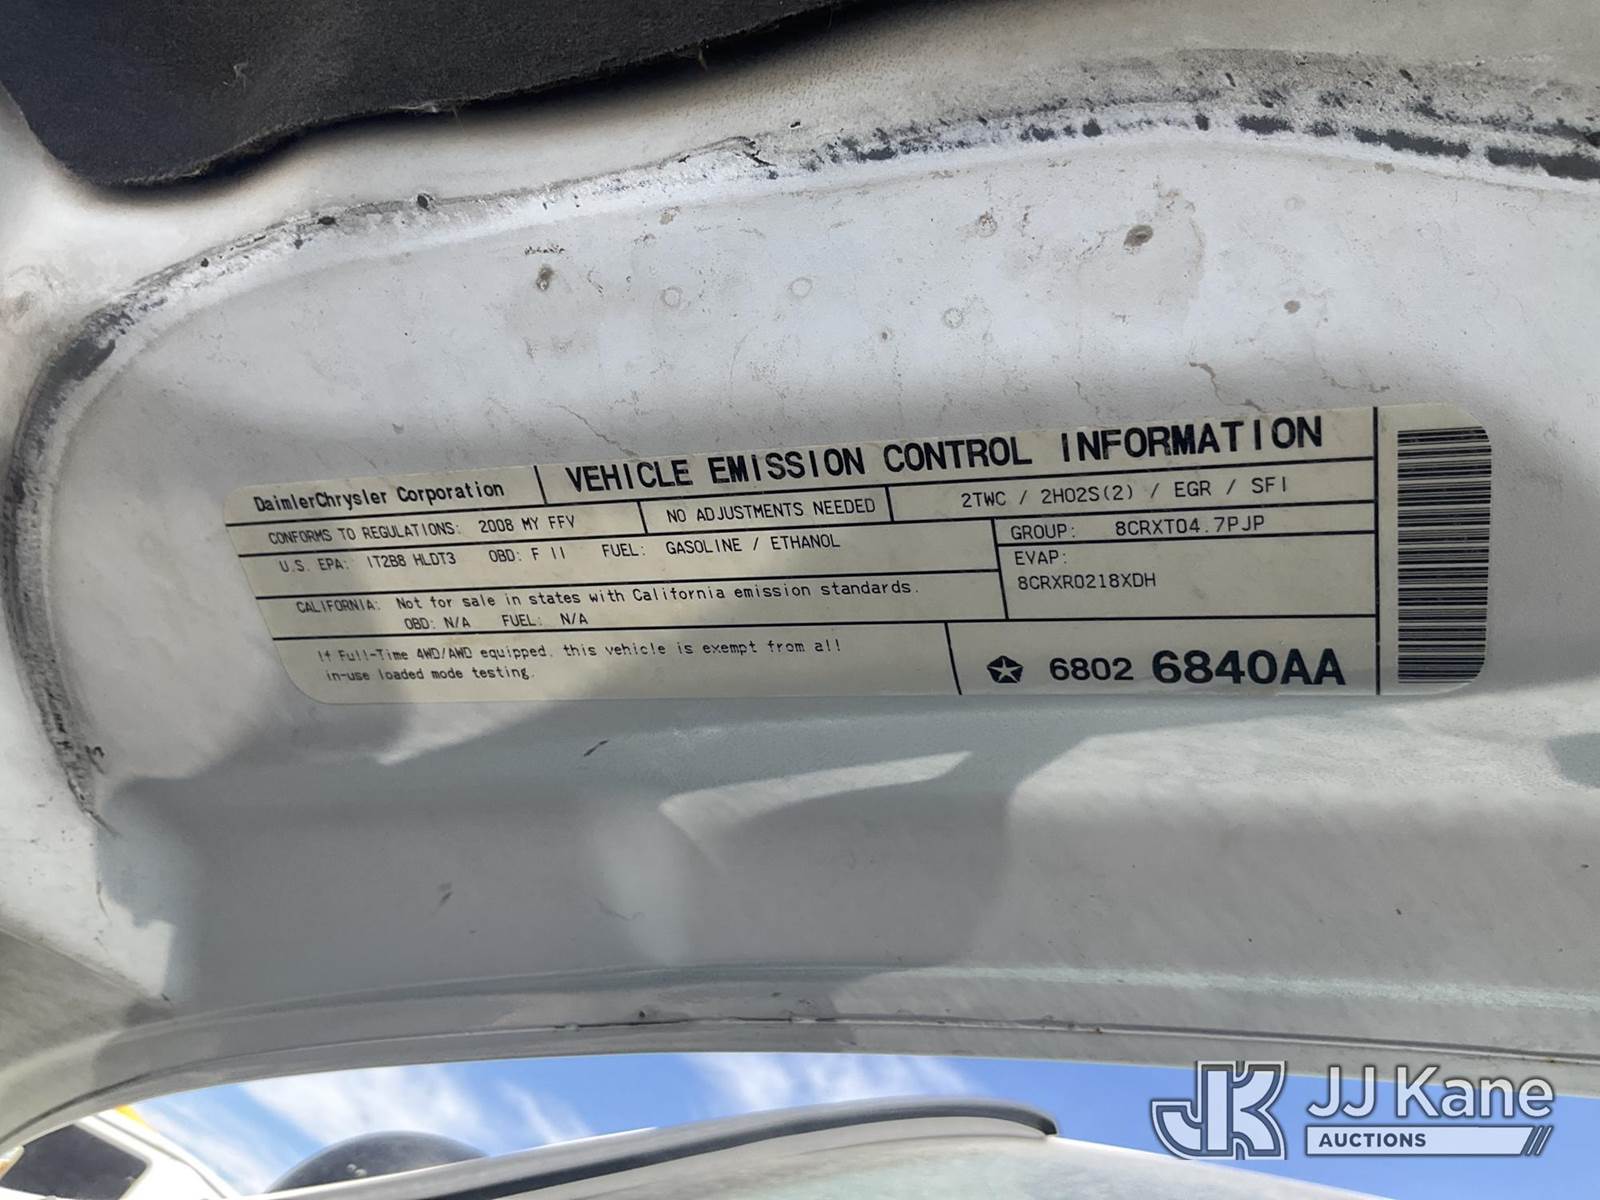 DaimlerChrysler Corporation VEHICLE EMISSION CONTROL INFORMATION
CONFORMS TO REGULATIONS: 2008 MY FFV NO ADJUSTMENTS NEEDED 2TWC / 2HO2S(2) / EGR / SFI
U.S. EPA: 1T2B8 HLDT3 OBD: F II FUEL: GASOLINE / ETHANOL
GROUP: 8CRXT04.7PJP
EVAP:
8CRXR0218XDH
CALIFORNIA: Not for sale in states with California emission standards.
OBD: N/A FUEL: N/A
If Full-Time 4WD/AWD equipped, this vehicle is exempt from all
in-use loaded mode testing.
6802 6840AA
JK JJ Kane
AUCTIONS